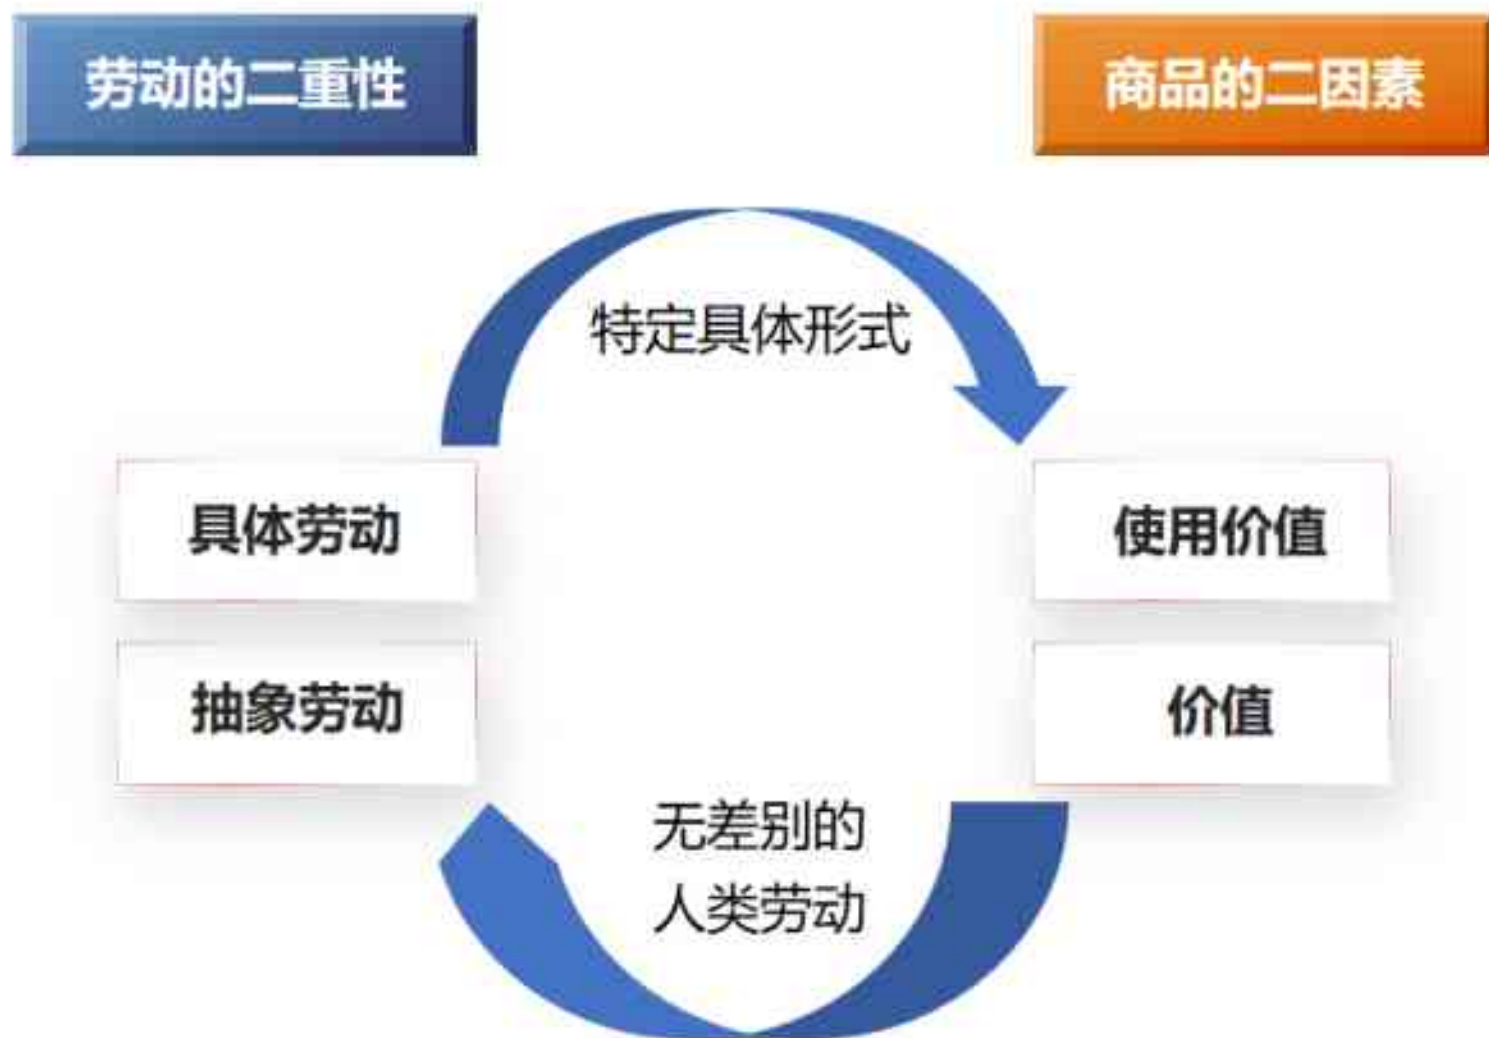 劳动的二重性
商品的二因素
特定具体形式
具体劳动
使用价值
抽象劳动
价值
无差别的
人类劳动